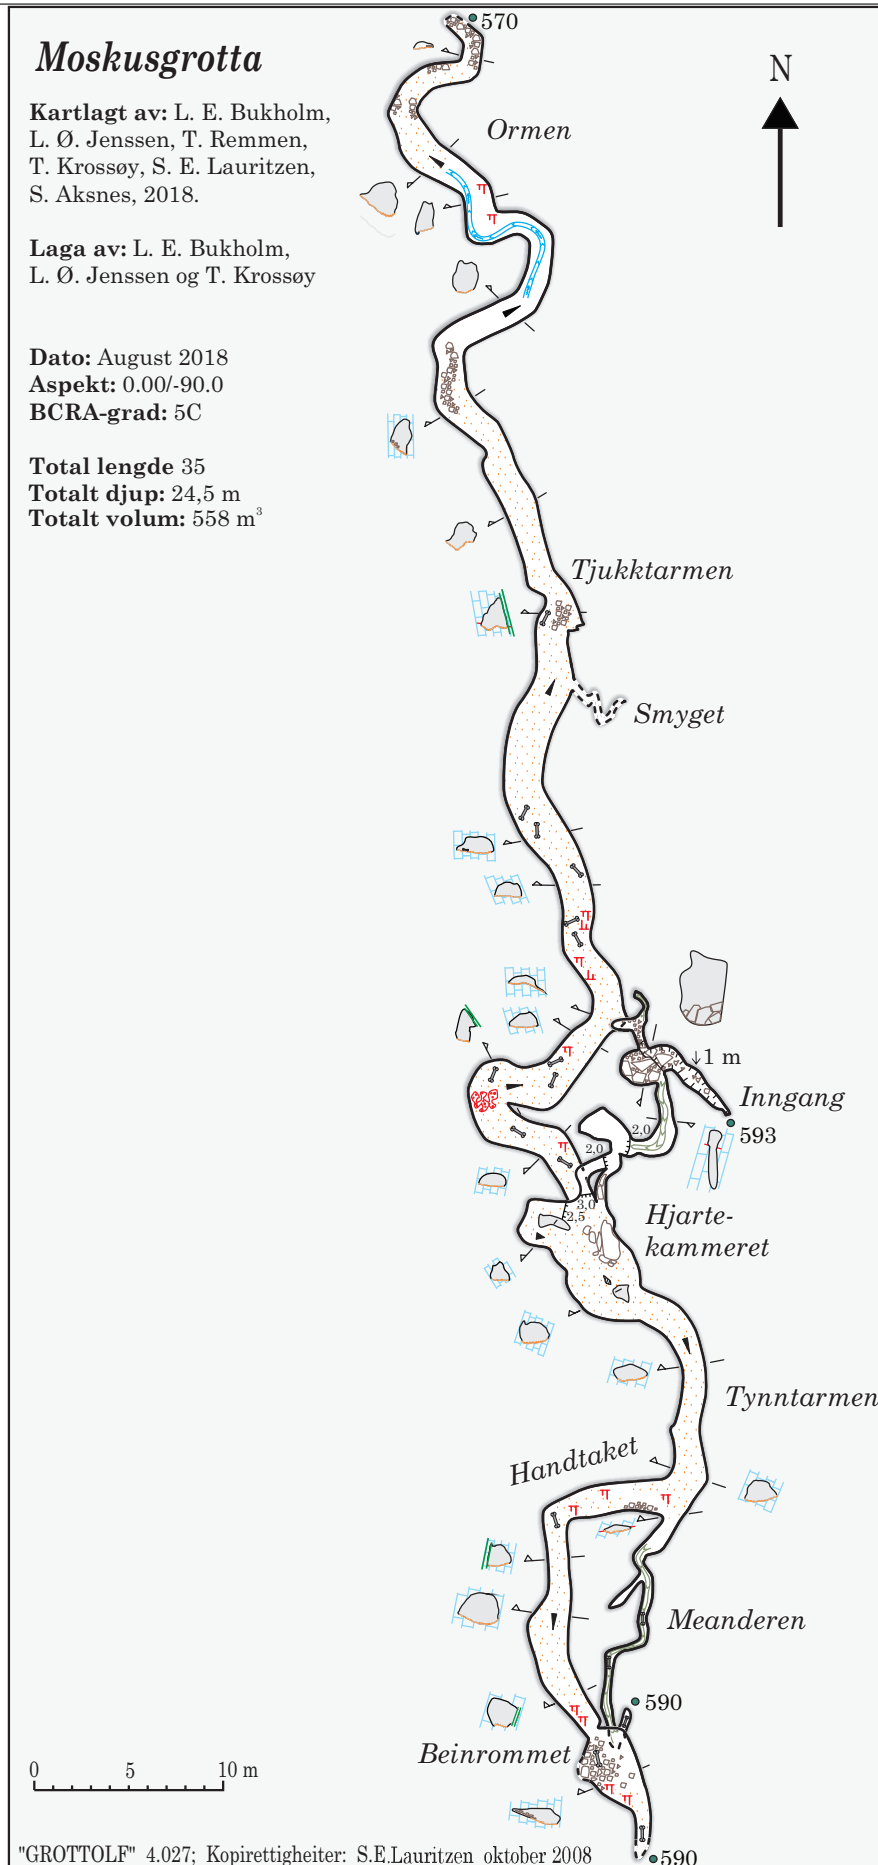 Moskusgrotta
Kartlagt av: L. E. Bukholm,
L. Ø. Jenssen, T. Remmen,
T. Krossøy, S. E. Lauritzen,
S. Aksnes, 2018.
Laga av: L. E. Bukholm,
L. Ø. Jenssen og T. Krossøy
Dato: August 2018
Aspekt: 0.00/-90.0
BCRA-grad: 5C
Total lengde 35
Totalt djup: 24,5 m
Totalt volum: 558 m³
570
N
Ormen
Tjukktarmen
Smyget
↓1 m
Inngang
593
2,0
2,0
3,0
2,5
Hjarte-
kammeret
Tynntarmen
Handtaket
Meanderen
590
Beinrommet
0 5 10 m
590
"GROTTOLF" 4.027; Kopirettigheiter: S.E.Lauritzen oktober 2008